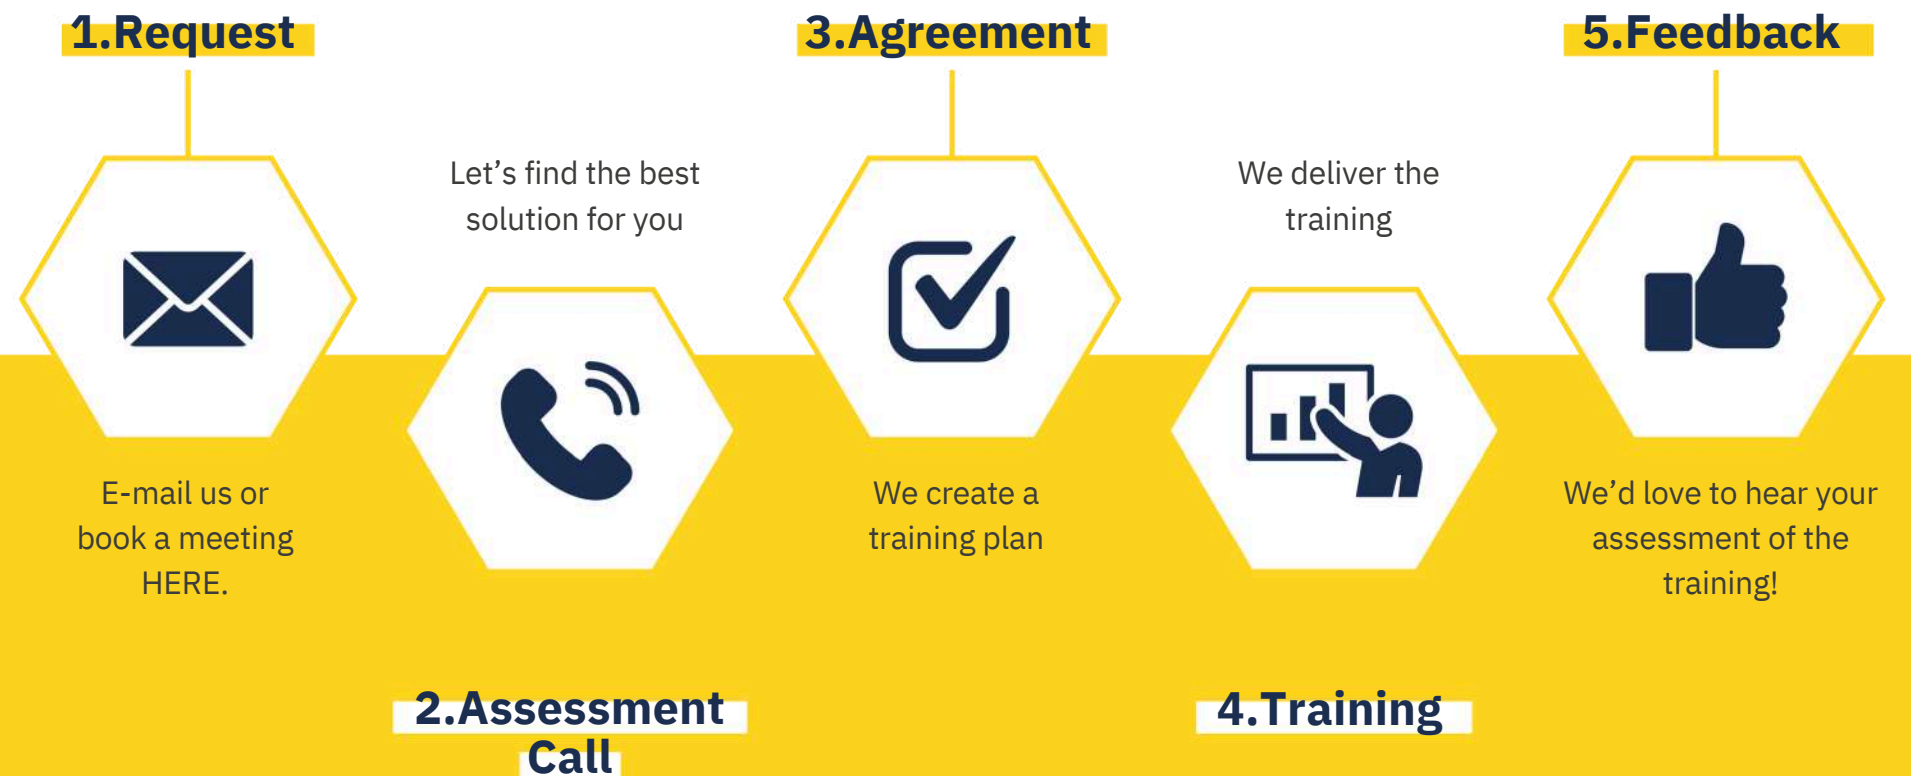 1.Request
E-mail us or
book a meeting
HERE.
Let’s find the best
solution for you
2.Assessment
Call
3.Agreement
We create a
training plan
We deliver the
training
4.Training
5.Feedback
We’d love to hear your
assessment of the
training!